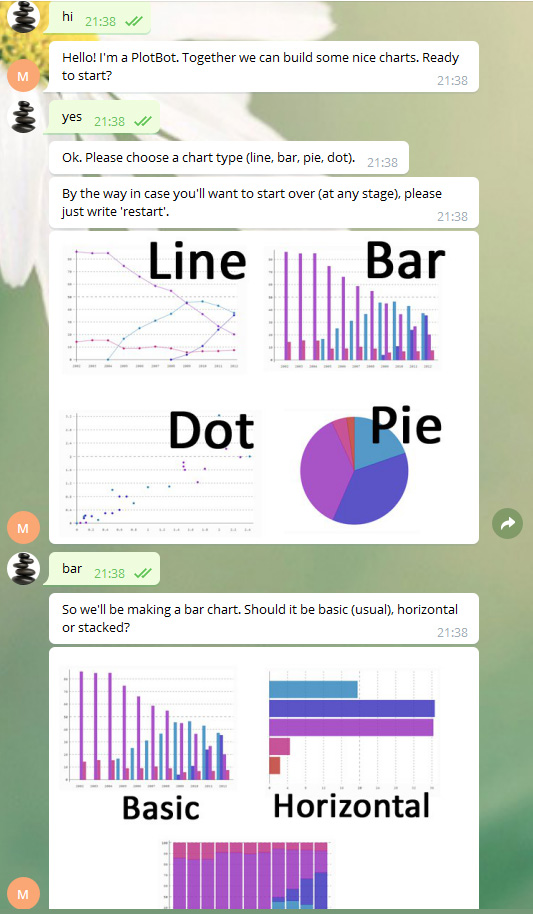 hi 21:38
M
Hello! I'm a PlotBot. Together we can build some nice charts. Ready
to start?
21:38
yes 21:38
Ok. Please choose a chart type (line, bar, pie, dot). 21:38
By the way in case you'll want to start over (at any stage), please
just write 'restart'.
21:38
Line
Bar
Dot
Pie
M
bar 21:38
So we'll be making a bar chart. Should it be basic (usual), horizontal
or stacked?
21:38
Basic
Horizontal
M